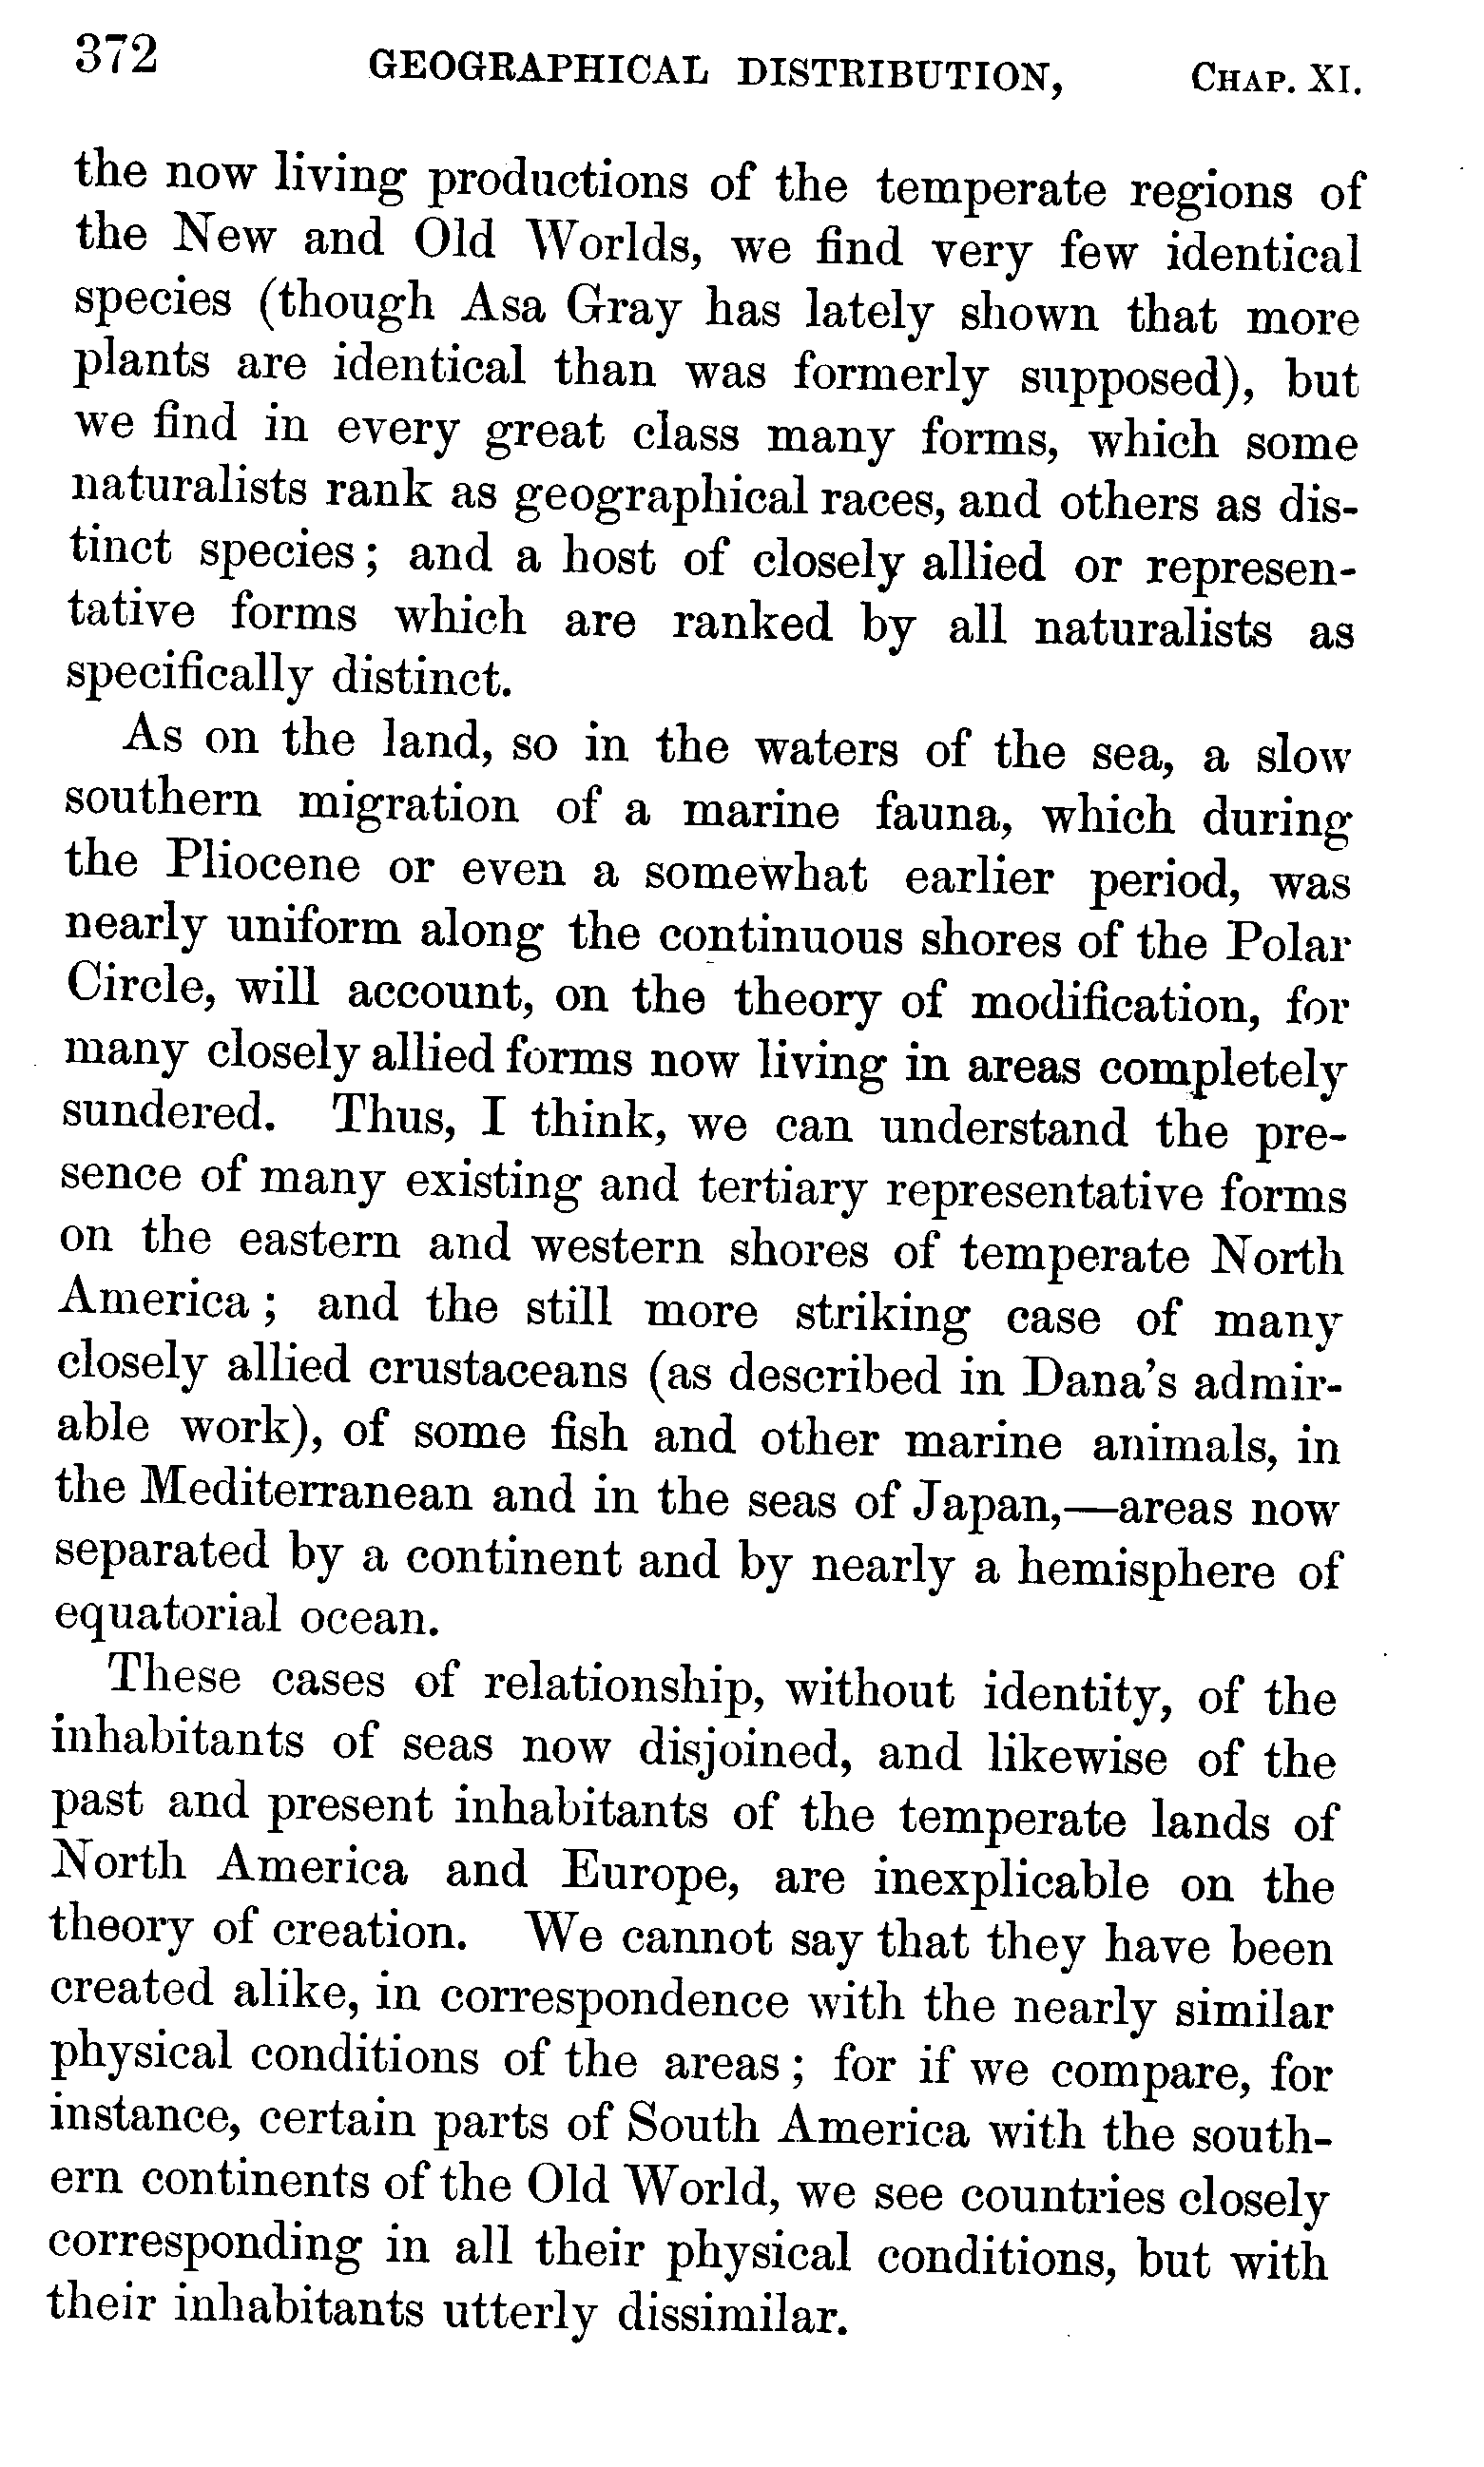 372 GEOGRAPHICAL DISTRIBUTION, CHAP. XI.
the now living productions of the temperate regions of
the New and Old Worlds, we find very few identical
species (though Asa Gray has lately shown that more
plants are identical than was formerly supposed), but
we find in every great class many forms, which some
naturalists rank as geographical races, and others as dis-
tinct species; and a host of closely allied or represen-
tative forms which are ranked by all naturalists as
specifically distinct.
As on the land, so in the waters of the sea, a slow
southern migration of a marine fauna, which during
the Pliocene or even a somewhat earlier period, was
nearly uniform along the continuous shores of the Polar
Circle, will account, on the theory of modification, for
many closely allied forms now living in areas completely
sundered. Thus, I think, we can understand the pre-
sence of many existing and tertiary representative forms
on the eastern and western shores of temperate North
America; and the still more striking case of many
closely allied crustaceans (as described in Dana's admir-
able work), of some fish and other marine animals, in
the Mediterranean and in the seas of Japan,—areas now
separated by a continent and by nearly a hemisphere of
equatorial ocean.
These cases of relationship, without identity, of the
inhabitants of seas now disjoined, and likewise of the
past and present inhabitants of the temperate lands of
North America and Europe, are inexplicable on the
theory of creation. We cannot say that they have been
created alike, in correspondence with the nearly similar
physical conditions of the areas; for if we compare, for
instance, certain parts of South America with the south-
ern continents of the Old World, we see countries closely
corresponding in all their physical conditions, but with
their inhabitants utterly dissimilar.